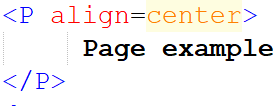 <P align=center>
Page example
</P>